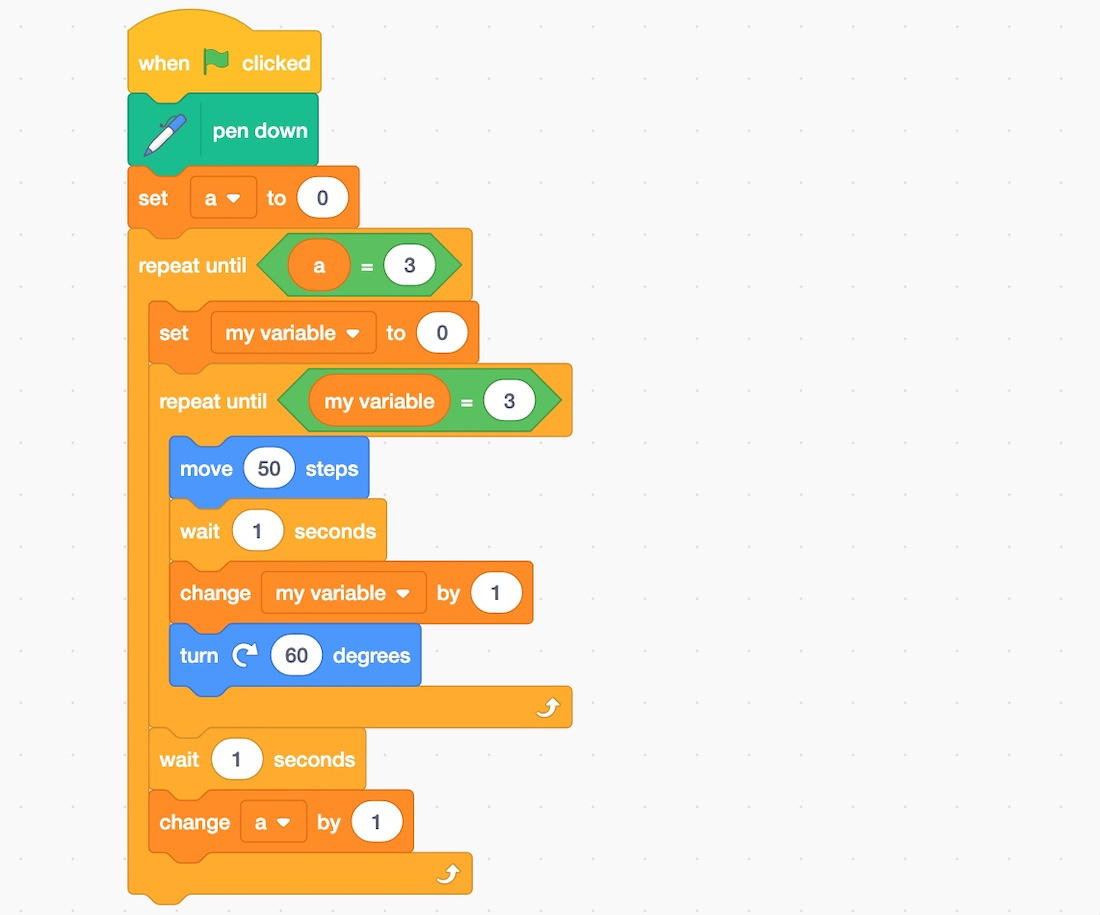 when clicked
pen down
set a to 0
repeat until a = 3
set my variable to 0
repeat until my variable = 3
move 50 steps
wait 1 seconds
change my variable by 1
turn 60 degrees
wait 1 seconds
change a by 1